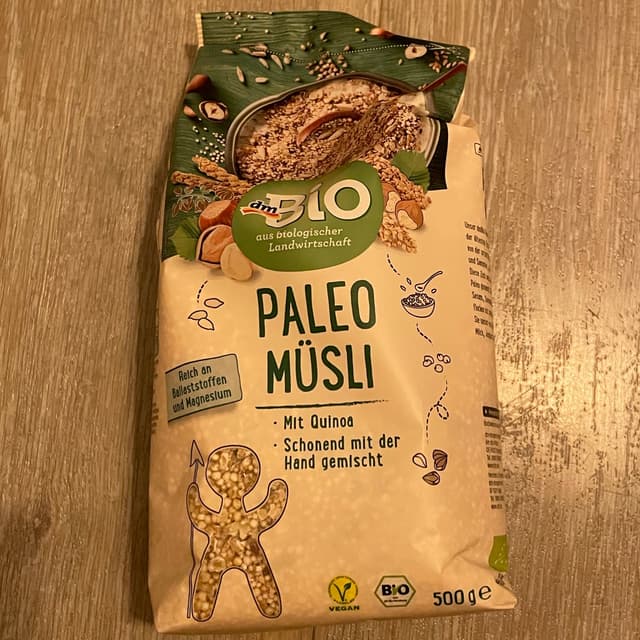 dm BIO
aus biologischer
Landwirtschaft
PALEO
MÜSLI
Reich an
Ballaststoffen
und Magnesium
· Mit Quinoa
· Schonend mit der
Hand gemischt
VEGAN
BIO
500 g e